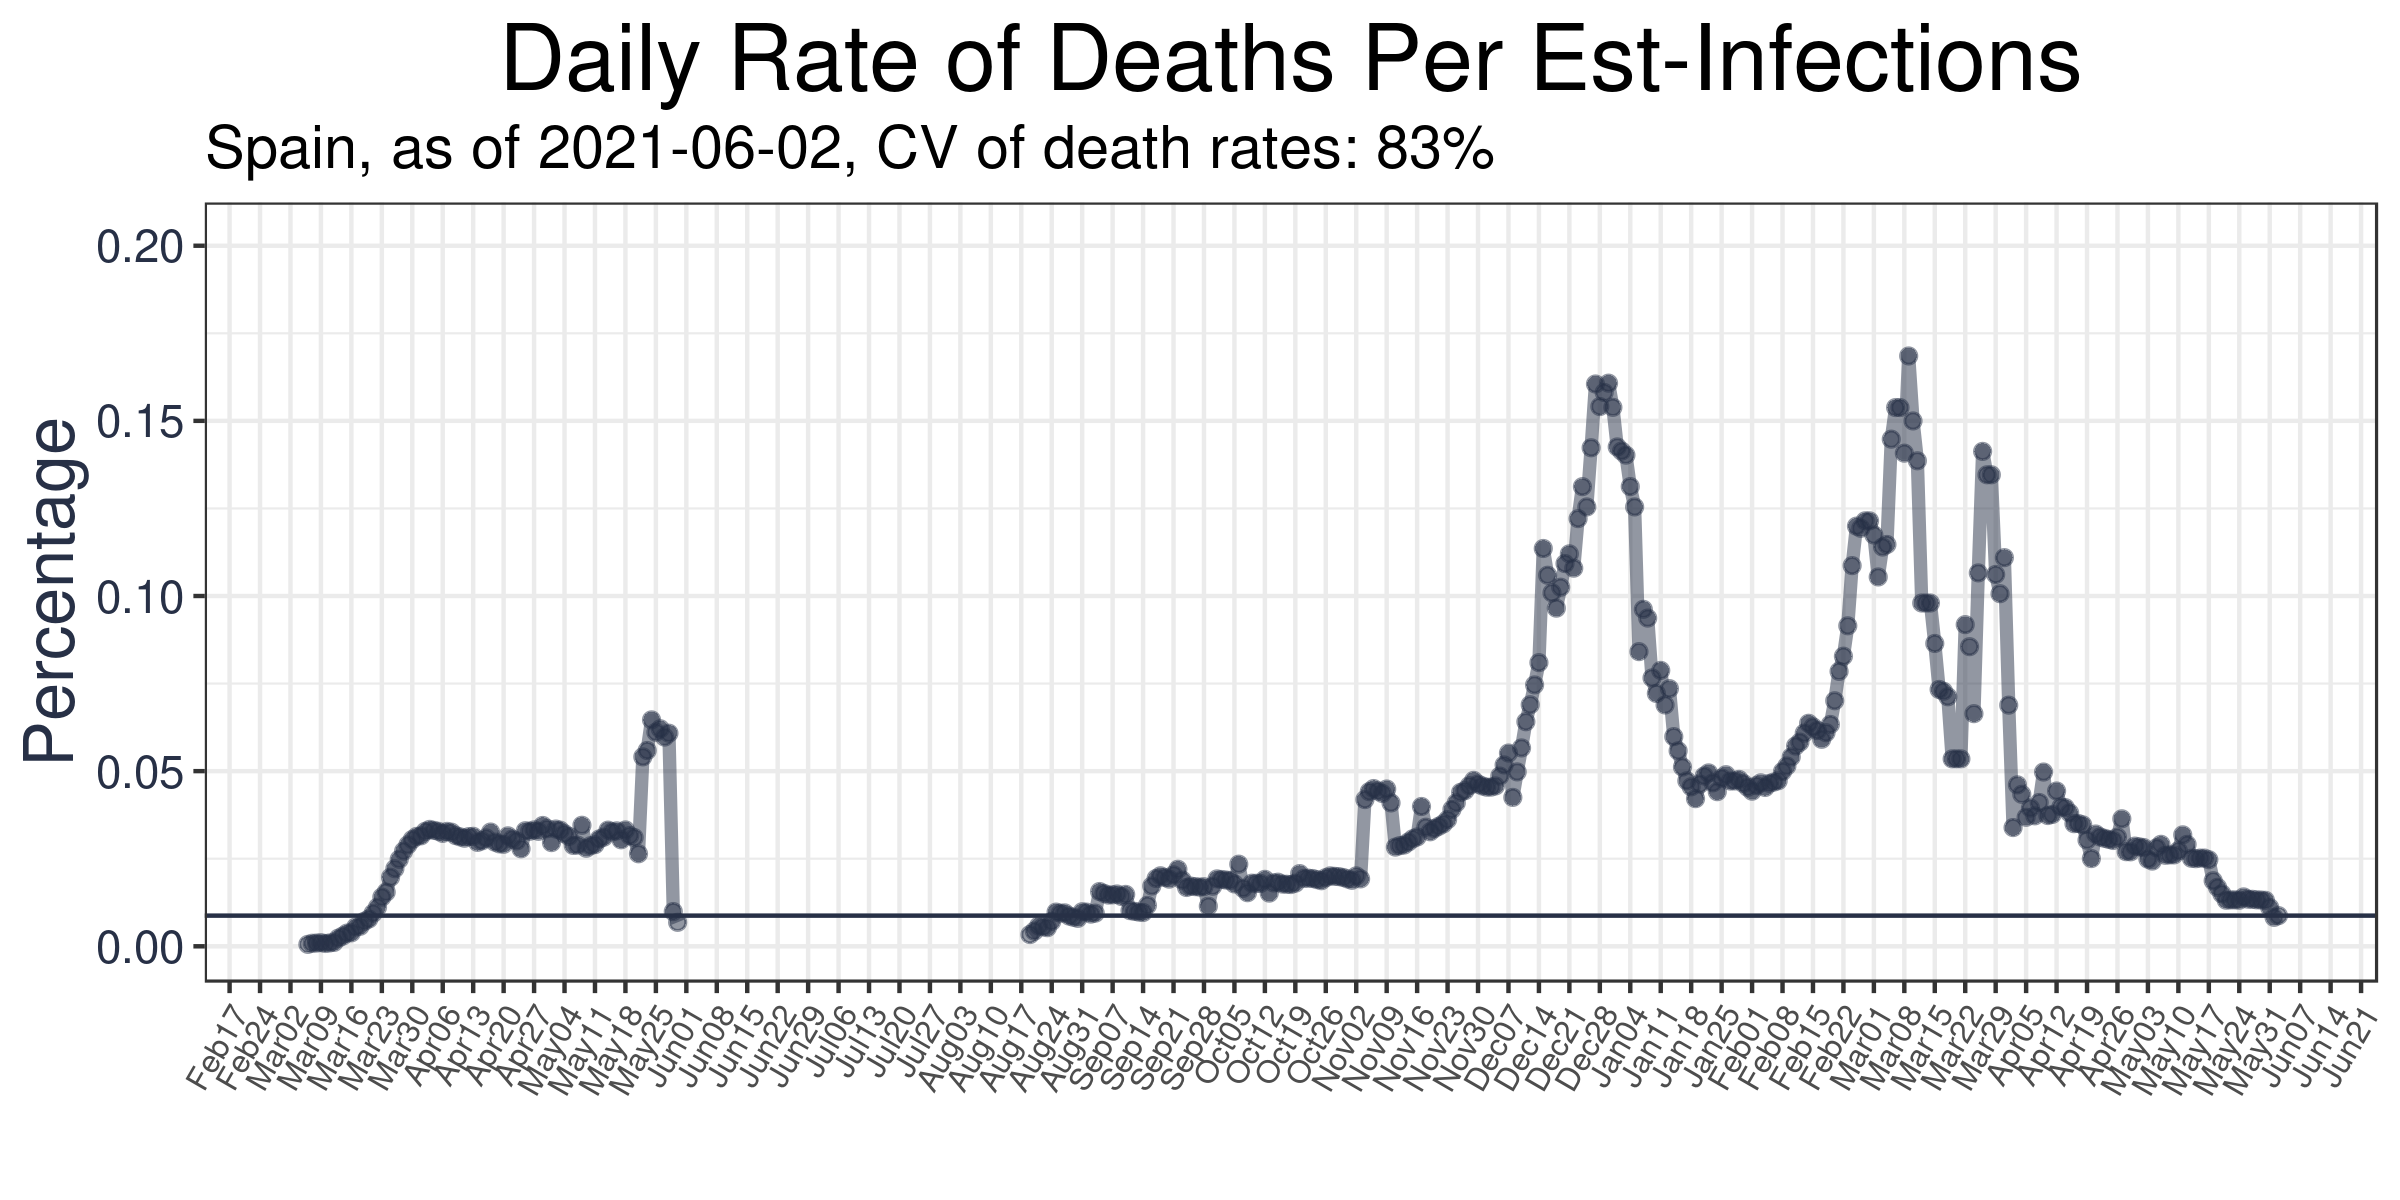 Daily Rate of Deaths Per Est-Infections
Spain, as of 2021-06-02, CV of death rates: 83%
Percentage
0.20
0.15
0.10
0.05
0.00
Feb17
Feb24
Mar02
Mar09
Mar16
Mar23
Mar30
Apr06
Apr13
Apr20
Apr27
May04
May11
May18
May25
Jun01
Jun08
Jun15
Jun22
Jun29
Jul06
Jul13
Jul20
Jul27
Aug03
Aug10
Aug17
Aug24
Aug31
Sep07
Sep14
Sep21
Sep28
Oct05
Oct12
Oct19
Oct26
Nov02
Nov09
Nov16
Nov23
Nov30
Dec07
Dec14
Dec21
Dec28
Jan04
Jan11
Jan18
Jan25
Feb01
Feb08
Feb15
Feb22
Mar01
Mar08
Mar15
Mar22
Mar29
Apr05
Apr12
Apr19
Apr26
May03
May10
May17
May24
May31
Jun07
Jun14
Jun21